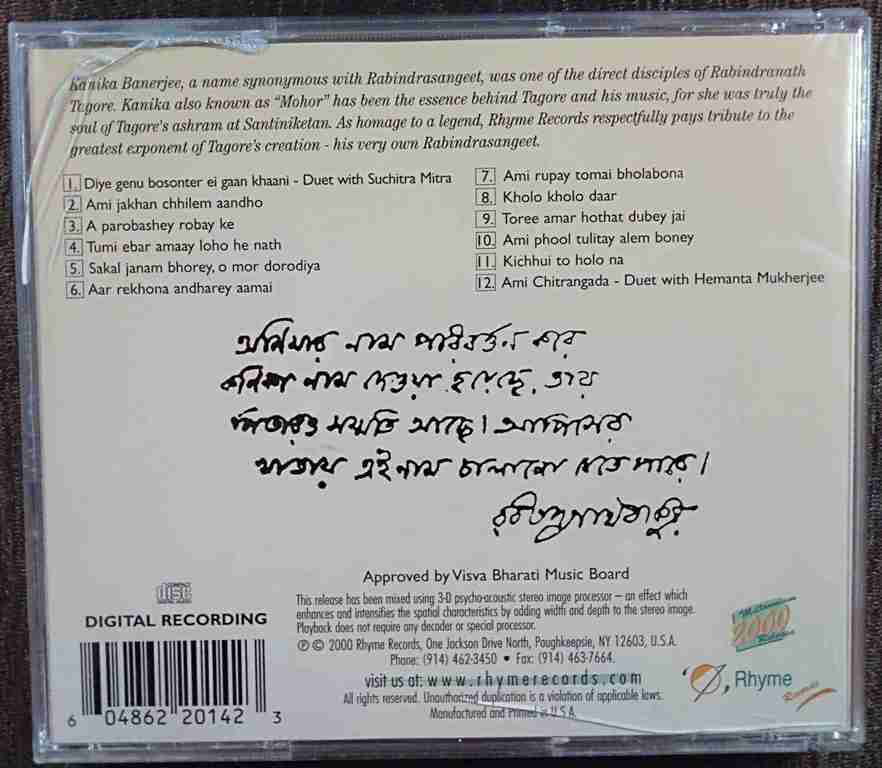 Kanika Banerjee, a name synonymous with Rabindrasangeet, was one of the direct disciples of Rabindranath
Tagore. Kanika also known as "Mohor" has been the essence behind Tagore and his music, for she was truly the
soul of Tagore's ashram at Santiniketan. As homage to a legend, Rhyme Records respectfully pays tribute to the
greatest exponent of Tagore's creation - his very own Rabindrasangeet.
1. Diye genu bosonter ei gaan khaani - Duet with Suchitra Mitra
2. Ami jakhan chhilem aandho
3. A parobashey robay ke
4. Tumi ebar amaay loho he nath
5. Sakal janam bhorey, o mor dorodiya
6. Aar rekhona andharey aamai
7. Ami rupay tomai bholabona
8. Kholo kholo daar
9. Toree amar hothat dubey jai
10. Ami phool tulitay alem boney
11. Kichhui to holo na
12. Ami Chitrangada - Duet with Hemanta Mukherjee
অনিমার নাম পরিবর্তন করে
কনিকা নাম দেওয়া হয়েছে, তায়
পিতারও সম্মতি আছে। আপিসের
খাতায় এই নাম চালানো যেতে পারে।
রবীন্দ্রনাথ ঠাকুর
Approved by Visva Bharati Music Board
This release has been mixed using 3-D psycho-acoustic stereo image processor – an effect which
enhances and intensifies the spatial characteristics by adding width and depth to the stereo image.
Playback does not require any decoder or special processor.
℗ © 2000 Rhyme Records, One Jackson Drive North, Poughkeepsie, NY 12603, U.S.A.
Phone: (914) 462-3450 • Fax: (914) 463-7664.
visit us at: www.rhymerecords.com
All rights reserved. Unauthorized duplication is a violation of applicable laws.
Manufactured and Printed in U.S.A.
COMPACT
disc
DIGITAL RECORDING
6 04862 20142 3
2000
Rhyme
Records